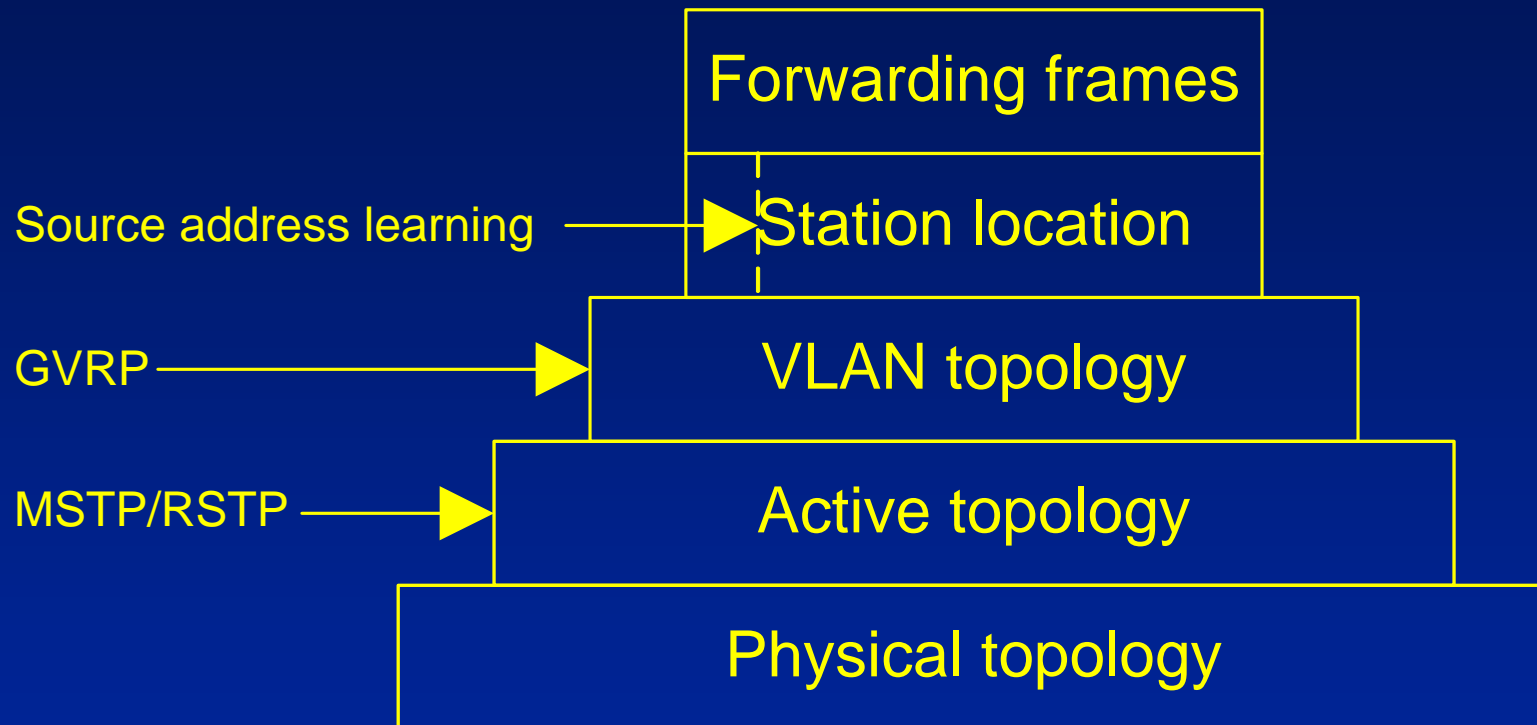 Forwarding frames
Source address learning
Station location
GVRP
VLAN topology
MSTP/RSTP
Active topology
Physical topology